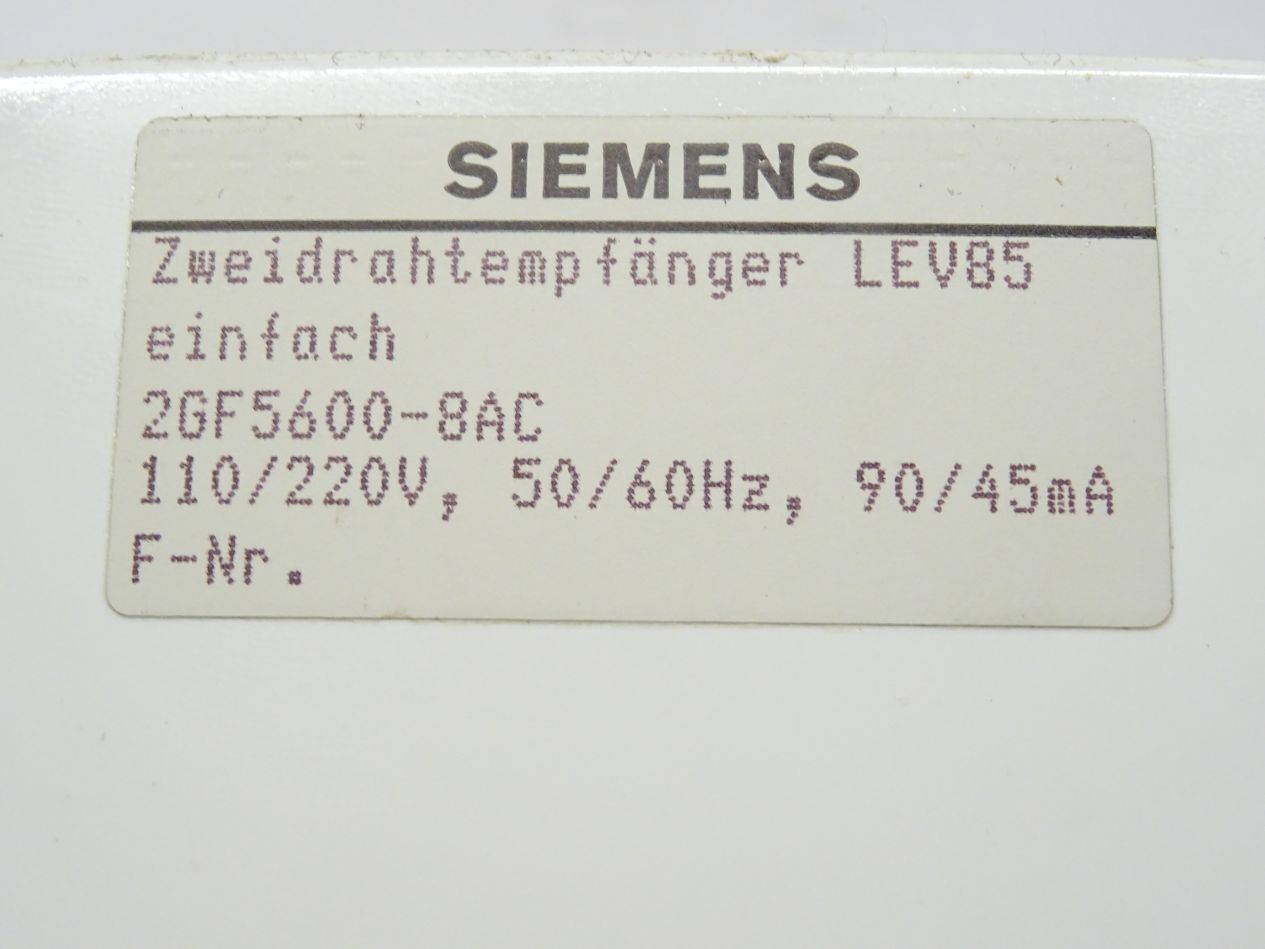 SIEMENS
Zweidrahtempfänger LEV85
einfach
2GF5600-8AC
110/220V, 50/60Hz, 90/45mA
F-Nr.